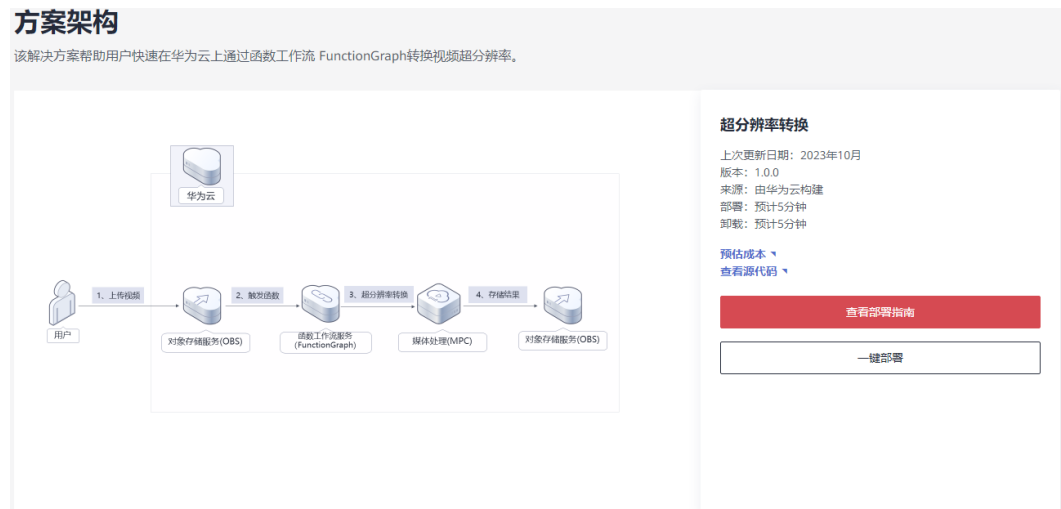 方案架构
该解决方案帮助用户快速在华为云上通过函数工作流 FunctionGraph转换视频超分辨率。
华为云
1、上传视频
2、触发函数
3、超分辨率转换
4、存储结果
用户
对象存储服务(OBS)
函数工作流服务
(FunctionGraph)
媒体处理(MPC)
对象存储服务(OBS)
超分辨率转换
上次更新日期：2023年10月
版本：1.0.0
来源：由华为云构建
部署：预计5分钟
卸载：预计5分钟
预估成本
查看源代码
查看部署指南
一键部署